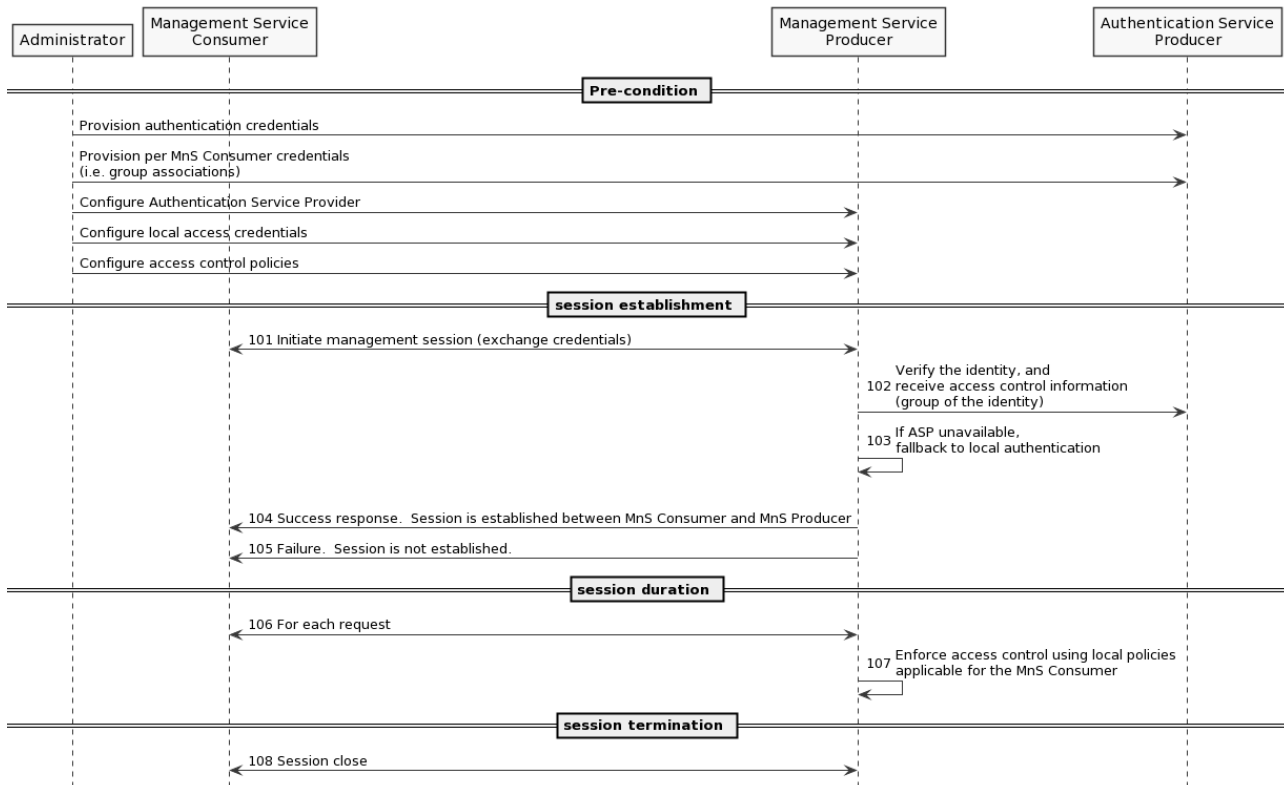 Administrator
Management Service
Consumer
Management Service
Producer
Authentication Service
Producer
Pre-condition
Provision authentication credentials
Provision per MnS Consumer credentials
(i.e. group associations)
Configure Authentication Service Provider
Configure local access credentials
Configure access control policies
session establishment
101 Initiate management session (exchange credentials)
Verify the identity, and
102 receive access control information
(group of the identity)
103 If ASP unavailable,
fallback to local authentication
104 Success response.  Session is established between MnS Consumer and MnS Producer
105 Failure.  Session is not established.
session duration
106 For each request
107 Enforce access control using local policies
applicable for the MnS Consumer
session termination
108 Session close